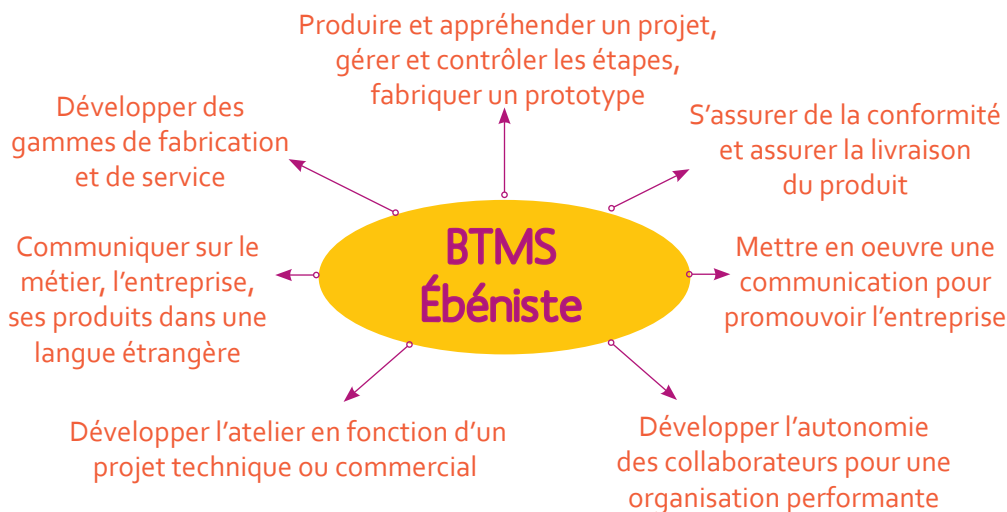 Produire et appréhender un projet,
gérer et contrôler les étapes,
fabriquer un prototype
Développer des
gammes de fabrication
et de service
S'assurer de la conformité
et assurer la livraison
du produit
Communiquer sur le
métier, l'entreprise,
ses produits dans une
langue étrangère
BTMS
Ébéniste
Mettre en oeuvre une
communication pour
promouvoir l'entreprise
Développer l'atelier en fonction d'un
projet technique ou commercial
Développer l'autonomie
des collaborateurs pour une
organisation performante